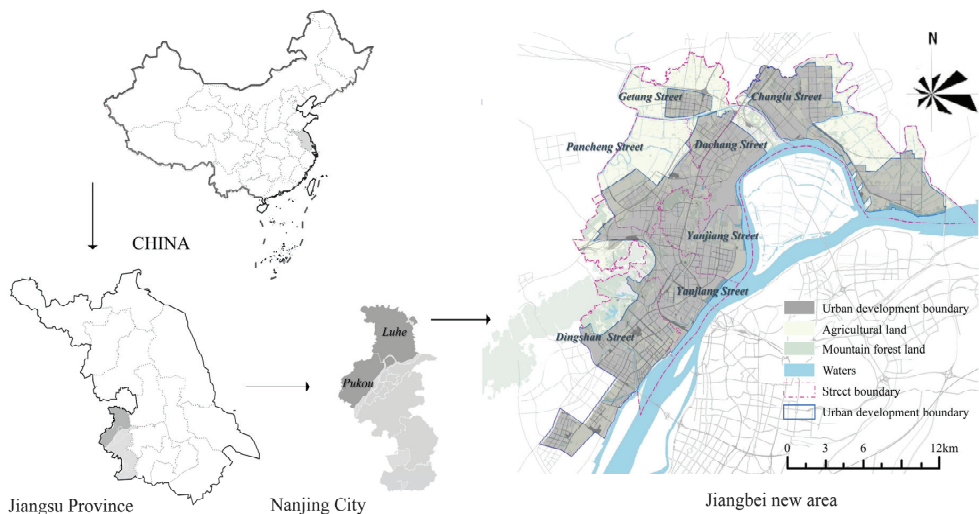 CHINA
Jiangsu Province
Luhe
Pukou
Nanjing City
N
Getang Street
Changlu Street
Pancheng Street
Dachang Street
Yanjiang Street
Yanjiang Street
Dingshan Street
Urban development boundary
Agricultural land
Mountain forest land
Waters
Street boundary
Urban development boundary
0 3 6 12km
Jiangbei new area